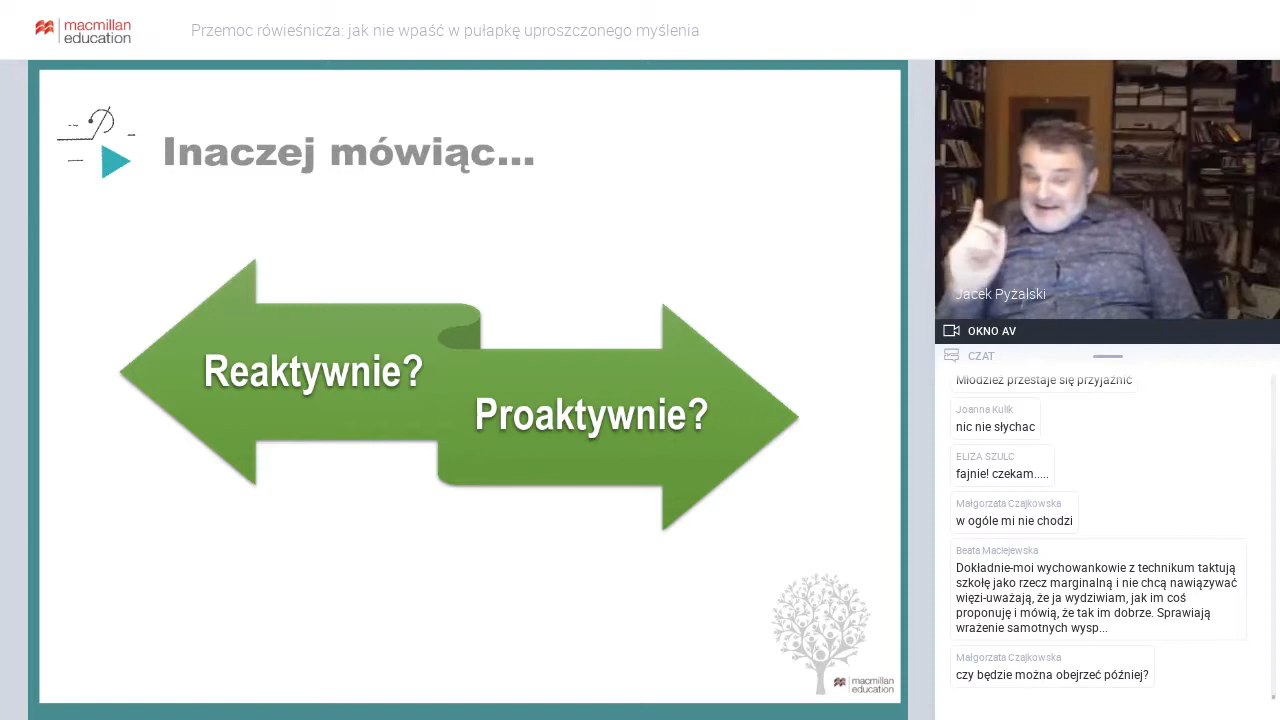 macmillan
education
Przemoc rówieśnicza: jak nie wpaść w pułapkę uproszczonego myślenia
Inaczej mówiąc...
Reaktywnie?
Proaktywnie?
macmillan
education
Jacek Pyżalski
OKNO AV
CZAT
Młodzież przestaje się przyjaźnić
Joanna Kulik
nic nie słychac
ELIZA SZULC
fajnie! czekam.....
Małgorzata Czajkowska
w ogóle mi nie chodzi
Beata Maciejewska
Dokładnie-moi wychowankowie z technikum taktują
szkołę jako rzecz marginalną i nie chcą nawiązywać
więzi-uważają, że ja wydziwiam, jak im coś
proponuję i mówią, że tak im dobrze. Sprawiają
wrażenie samotnych wysp...
Małgorzata Czajkowska
czy będzie można obejrzeć później?